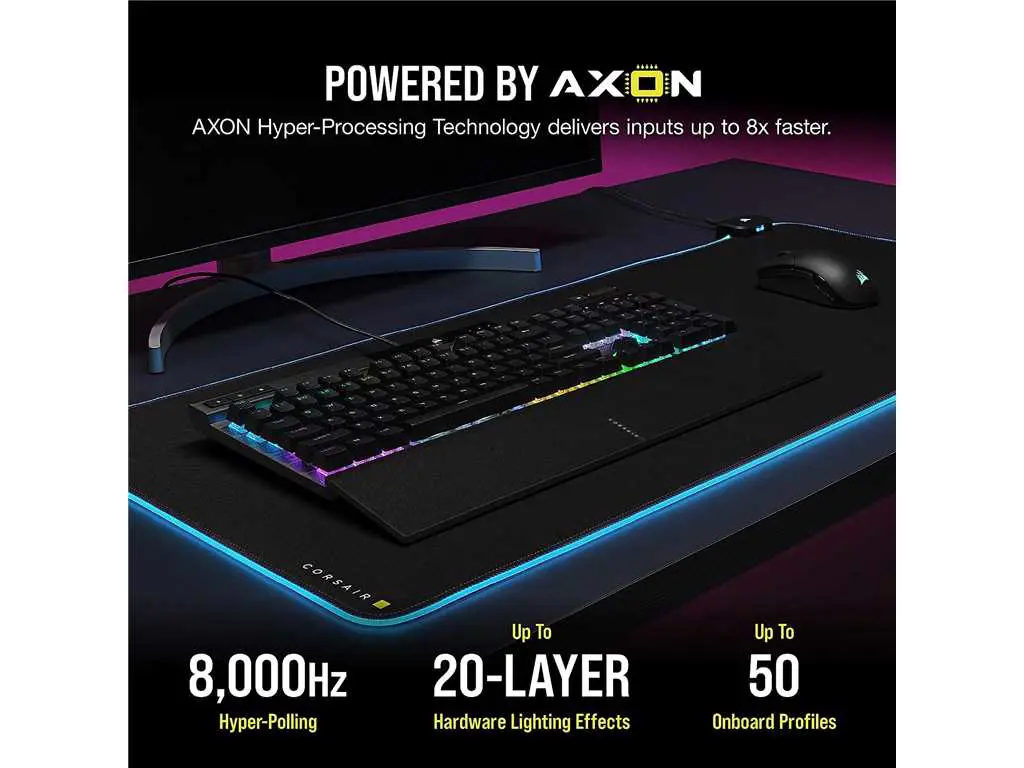 POWERED BY AXON
AXON Hyper-Processing Technology delivers inputs up to 8x faster.
CORSAIR
Up To
Up To
8,000Hz
20-LAYER
50
Hyper-Polling
Hardware Lighting Effects
Onboard Profiles